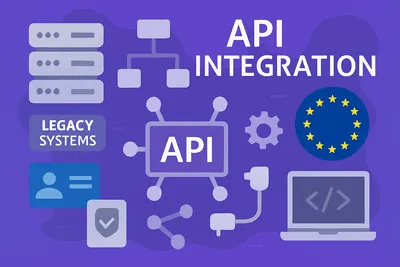 API
INTEGRATION
LEGACY
SYSTEMS
API
</>